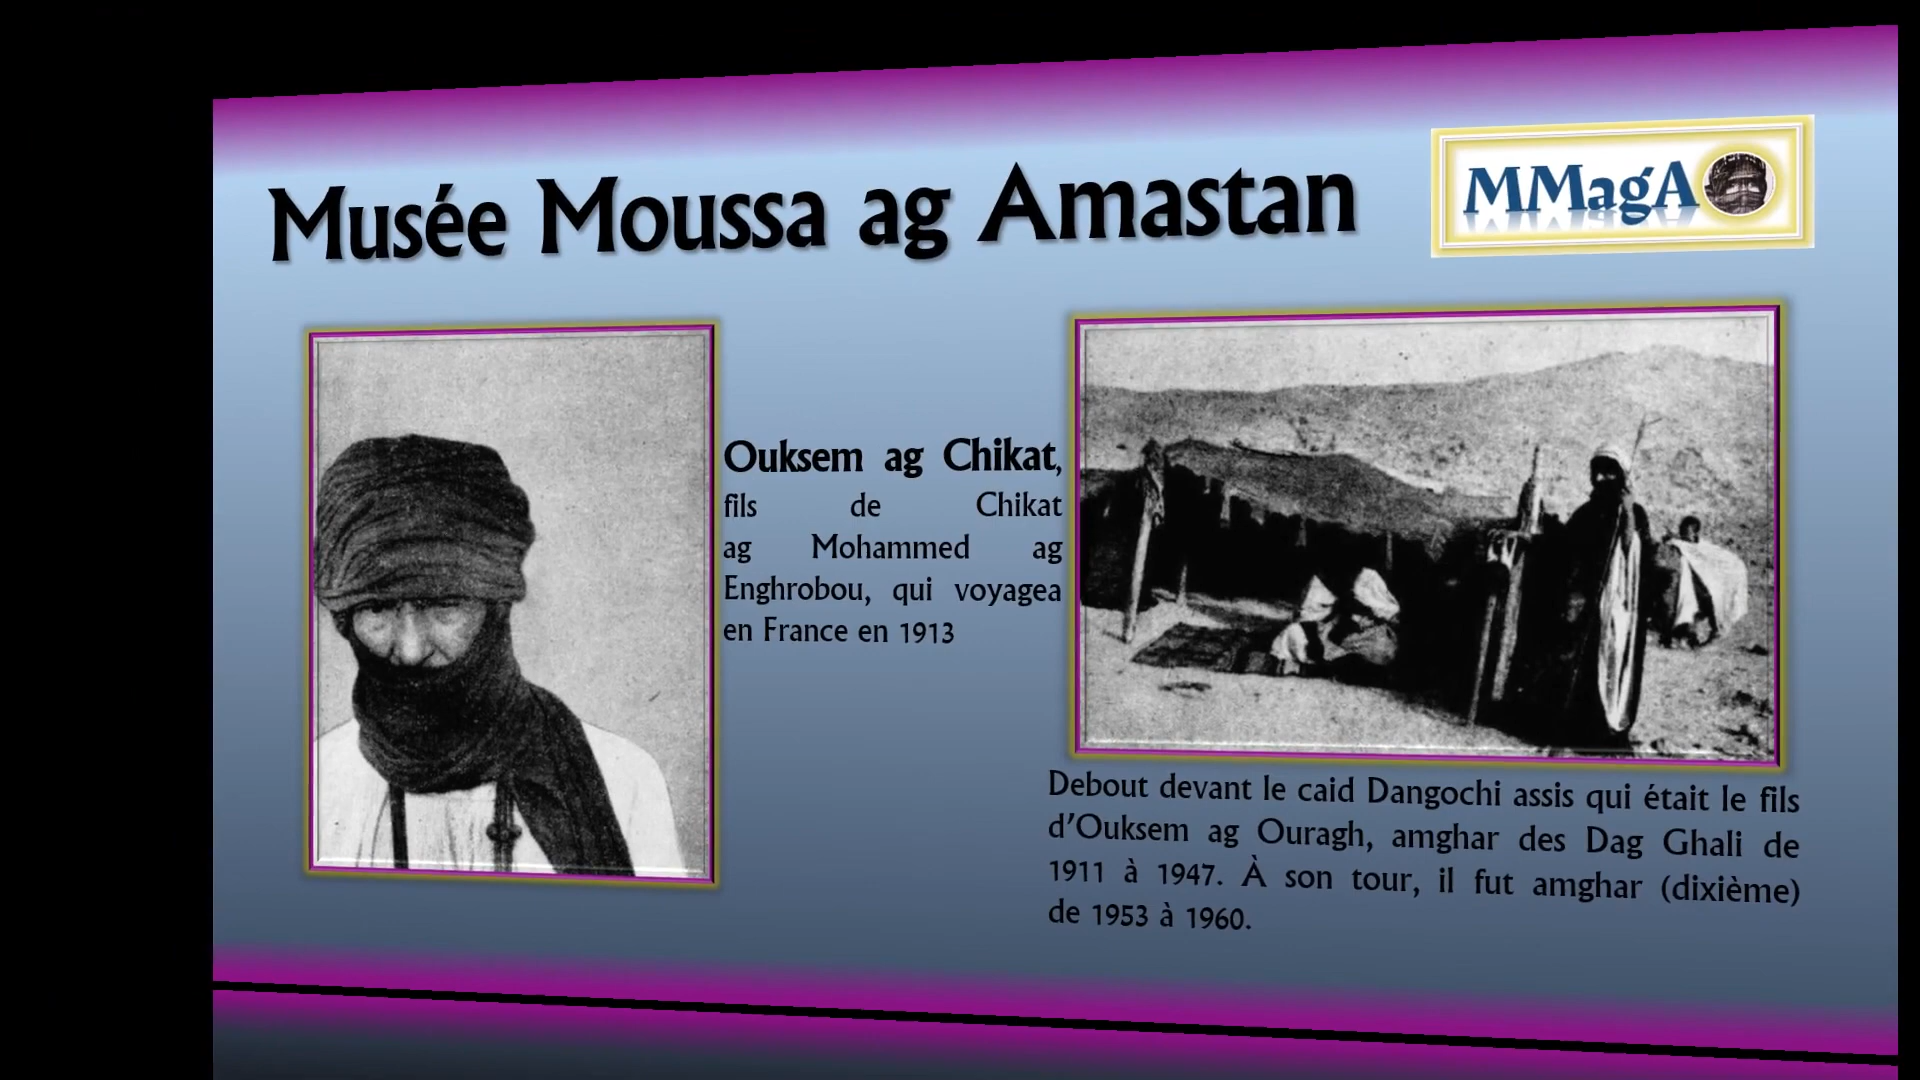 Musée Moussa ag Amastan
MMagA
Ouksem ag Chikat,
fils de Chikat
ag Mohammed ag
Enghrobou, qui voyagea
en France en 1913
Debout devant le caid Dangochi assis qui était le fils
d’Ouksem ag Ouragh, amghar des Dag Ghali de
1911 à 1947. À son tour, il fut amghar (dixième)
de 1953 à 1960.